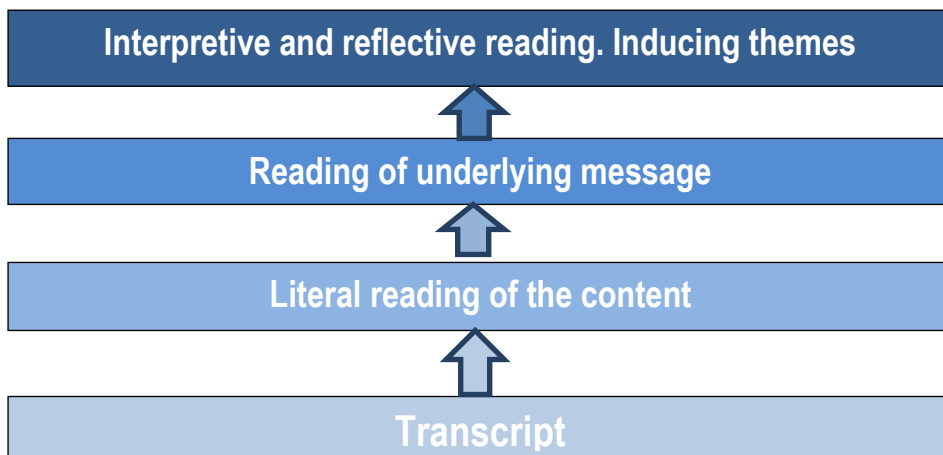 Interpretive and reflective reading. Inducing themes
Reading of underlying message
Literal reading of the content
Transcript